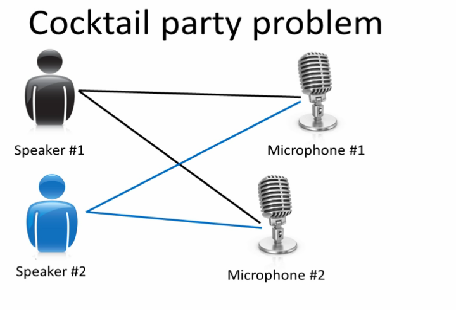 Cocktail party problem
Speaker #1
Microphone #1
Speaker #2
Microphone #2